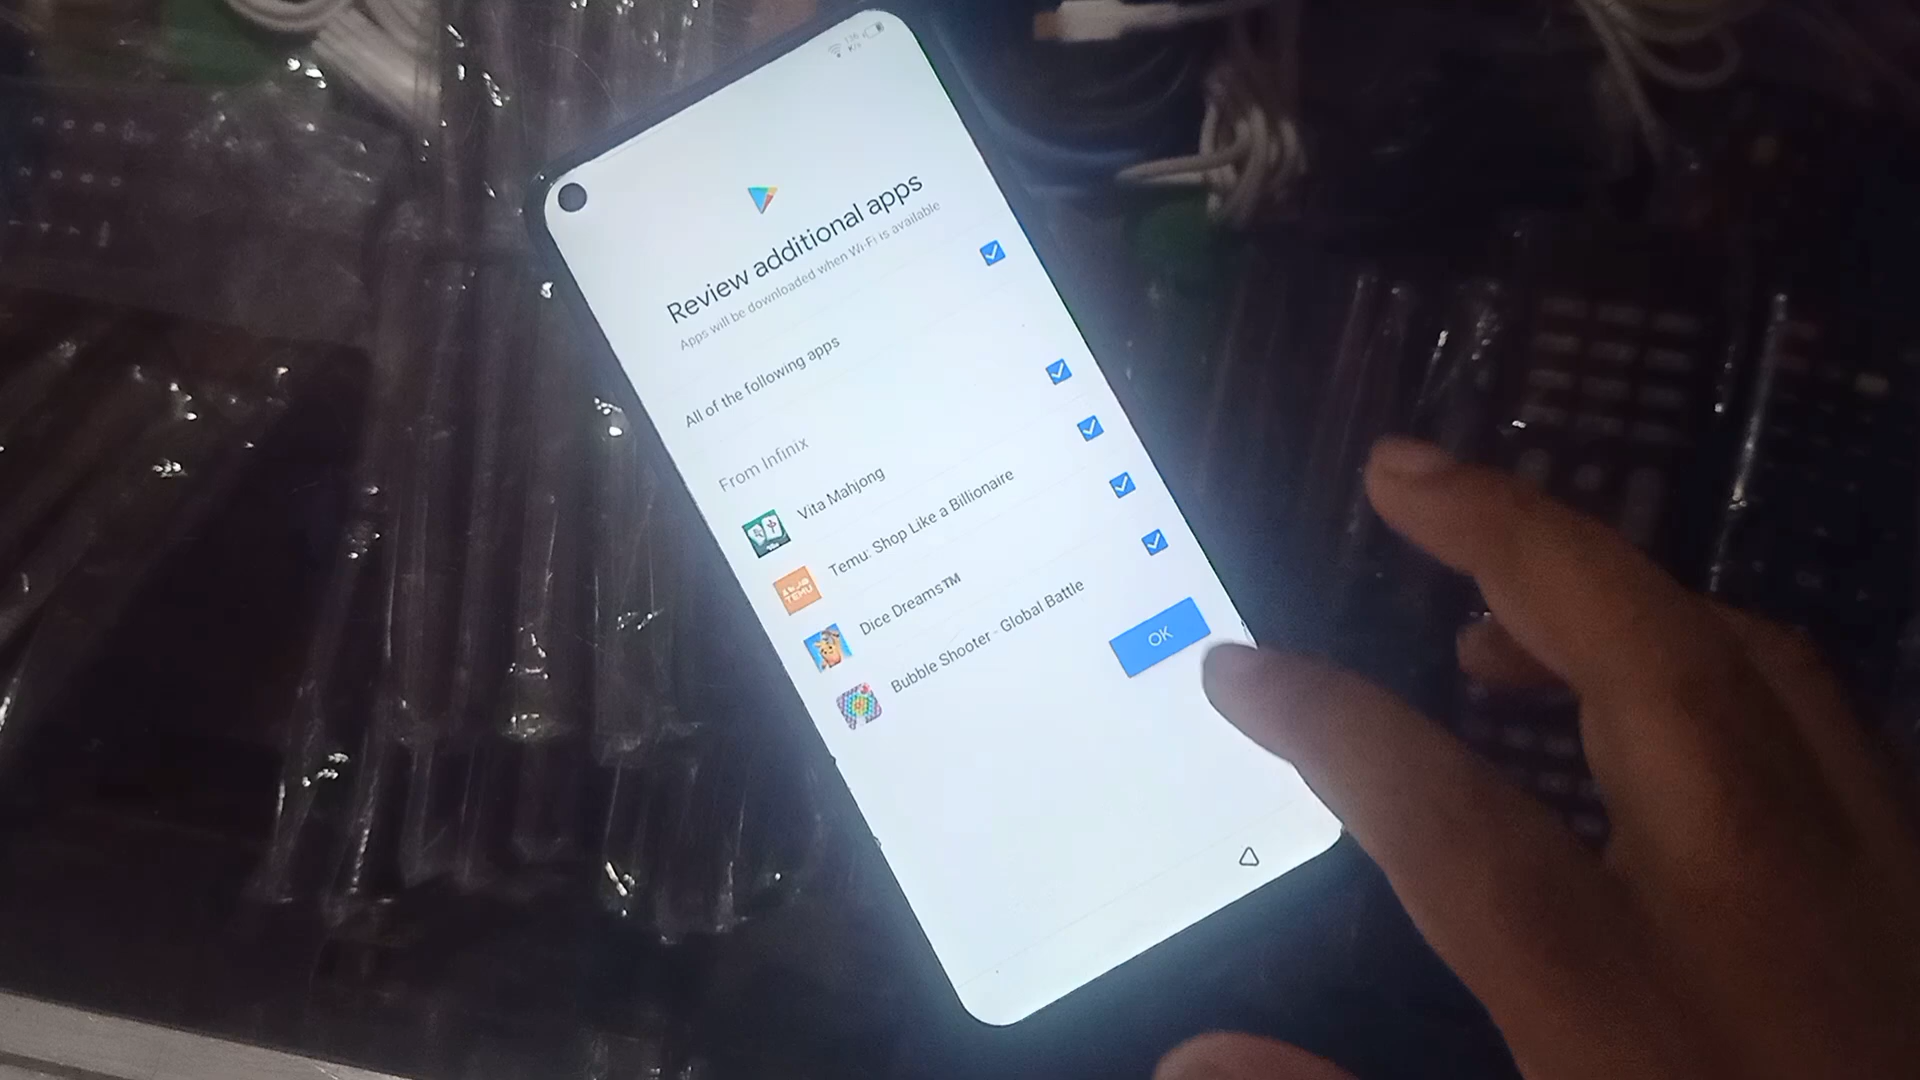 Review additional apps
Apps will be downloaded when Wi-Fi is available
All of the following apps
From Infinix
Vita Mahjong
TEMU
Temu: Shop Like a Billionaire
Dice Dreams™
Bubble Shooter - Global Battle
OK